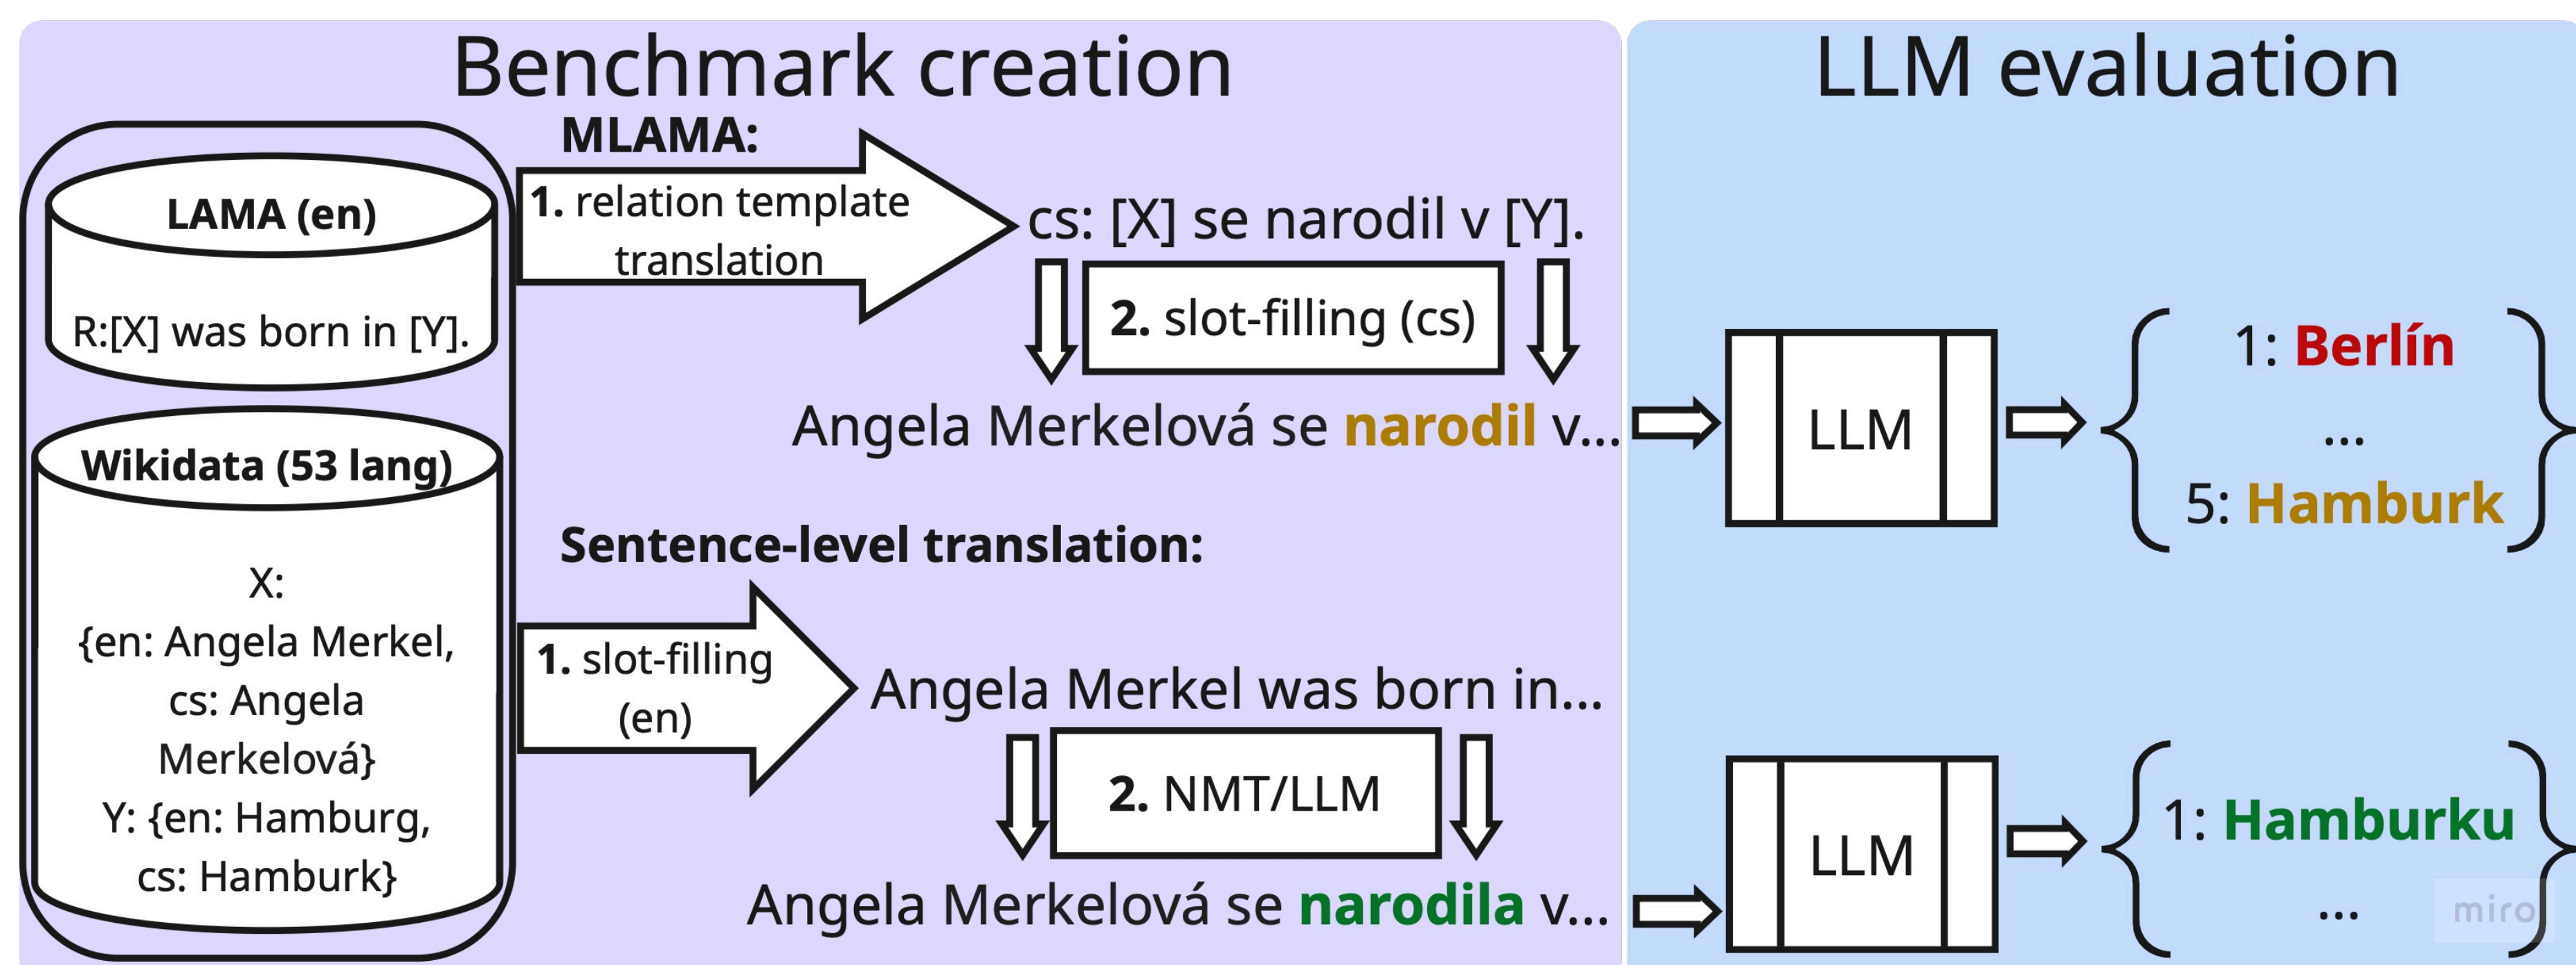 Benchmark creation
LAMA (en)
R:[X] was born in [Y].
Wikidata (53 lang)
X:
{en: Angela Merkel,
cs: Angela
Merkelová}
Y: {en: Hamburg,
cs: Hamburk}
MLAMA:
1. relation template
translation
cs: [X] se narodil v [Y].
2. slot-filling (cs)
Angela Merkelová se narodil v...
Sentence-level translation:
1. slot-filling
(en)
Angela Merkel was born in...
2. NMT/LLM
Angela Merkelová se narodila v...
LLM evaluation
LLM
1: Berlín
...
5: Hamburk
LLM
1: Hamburku
...
miro